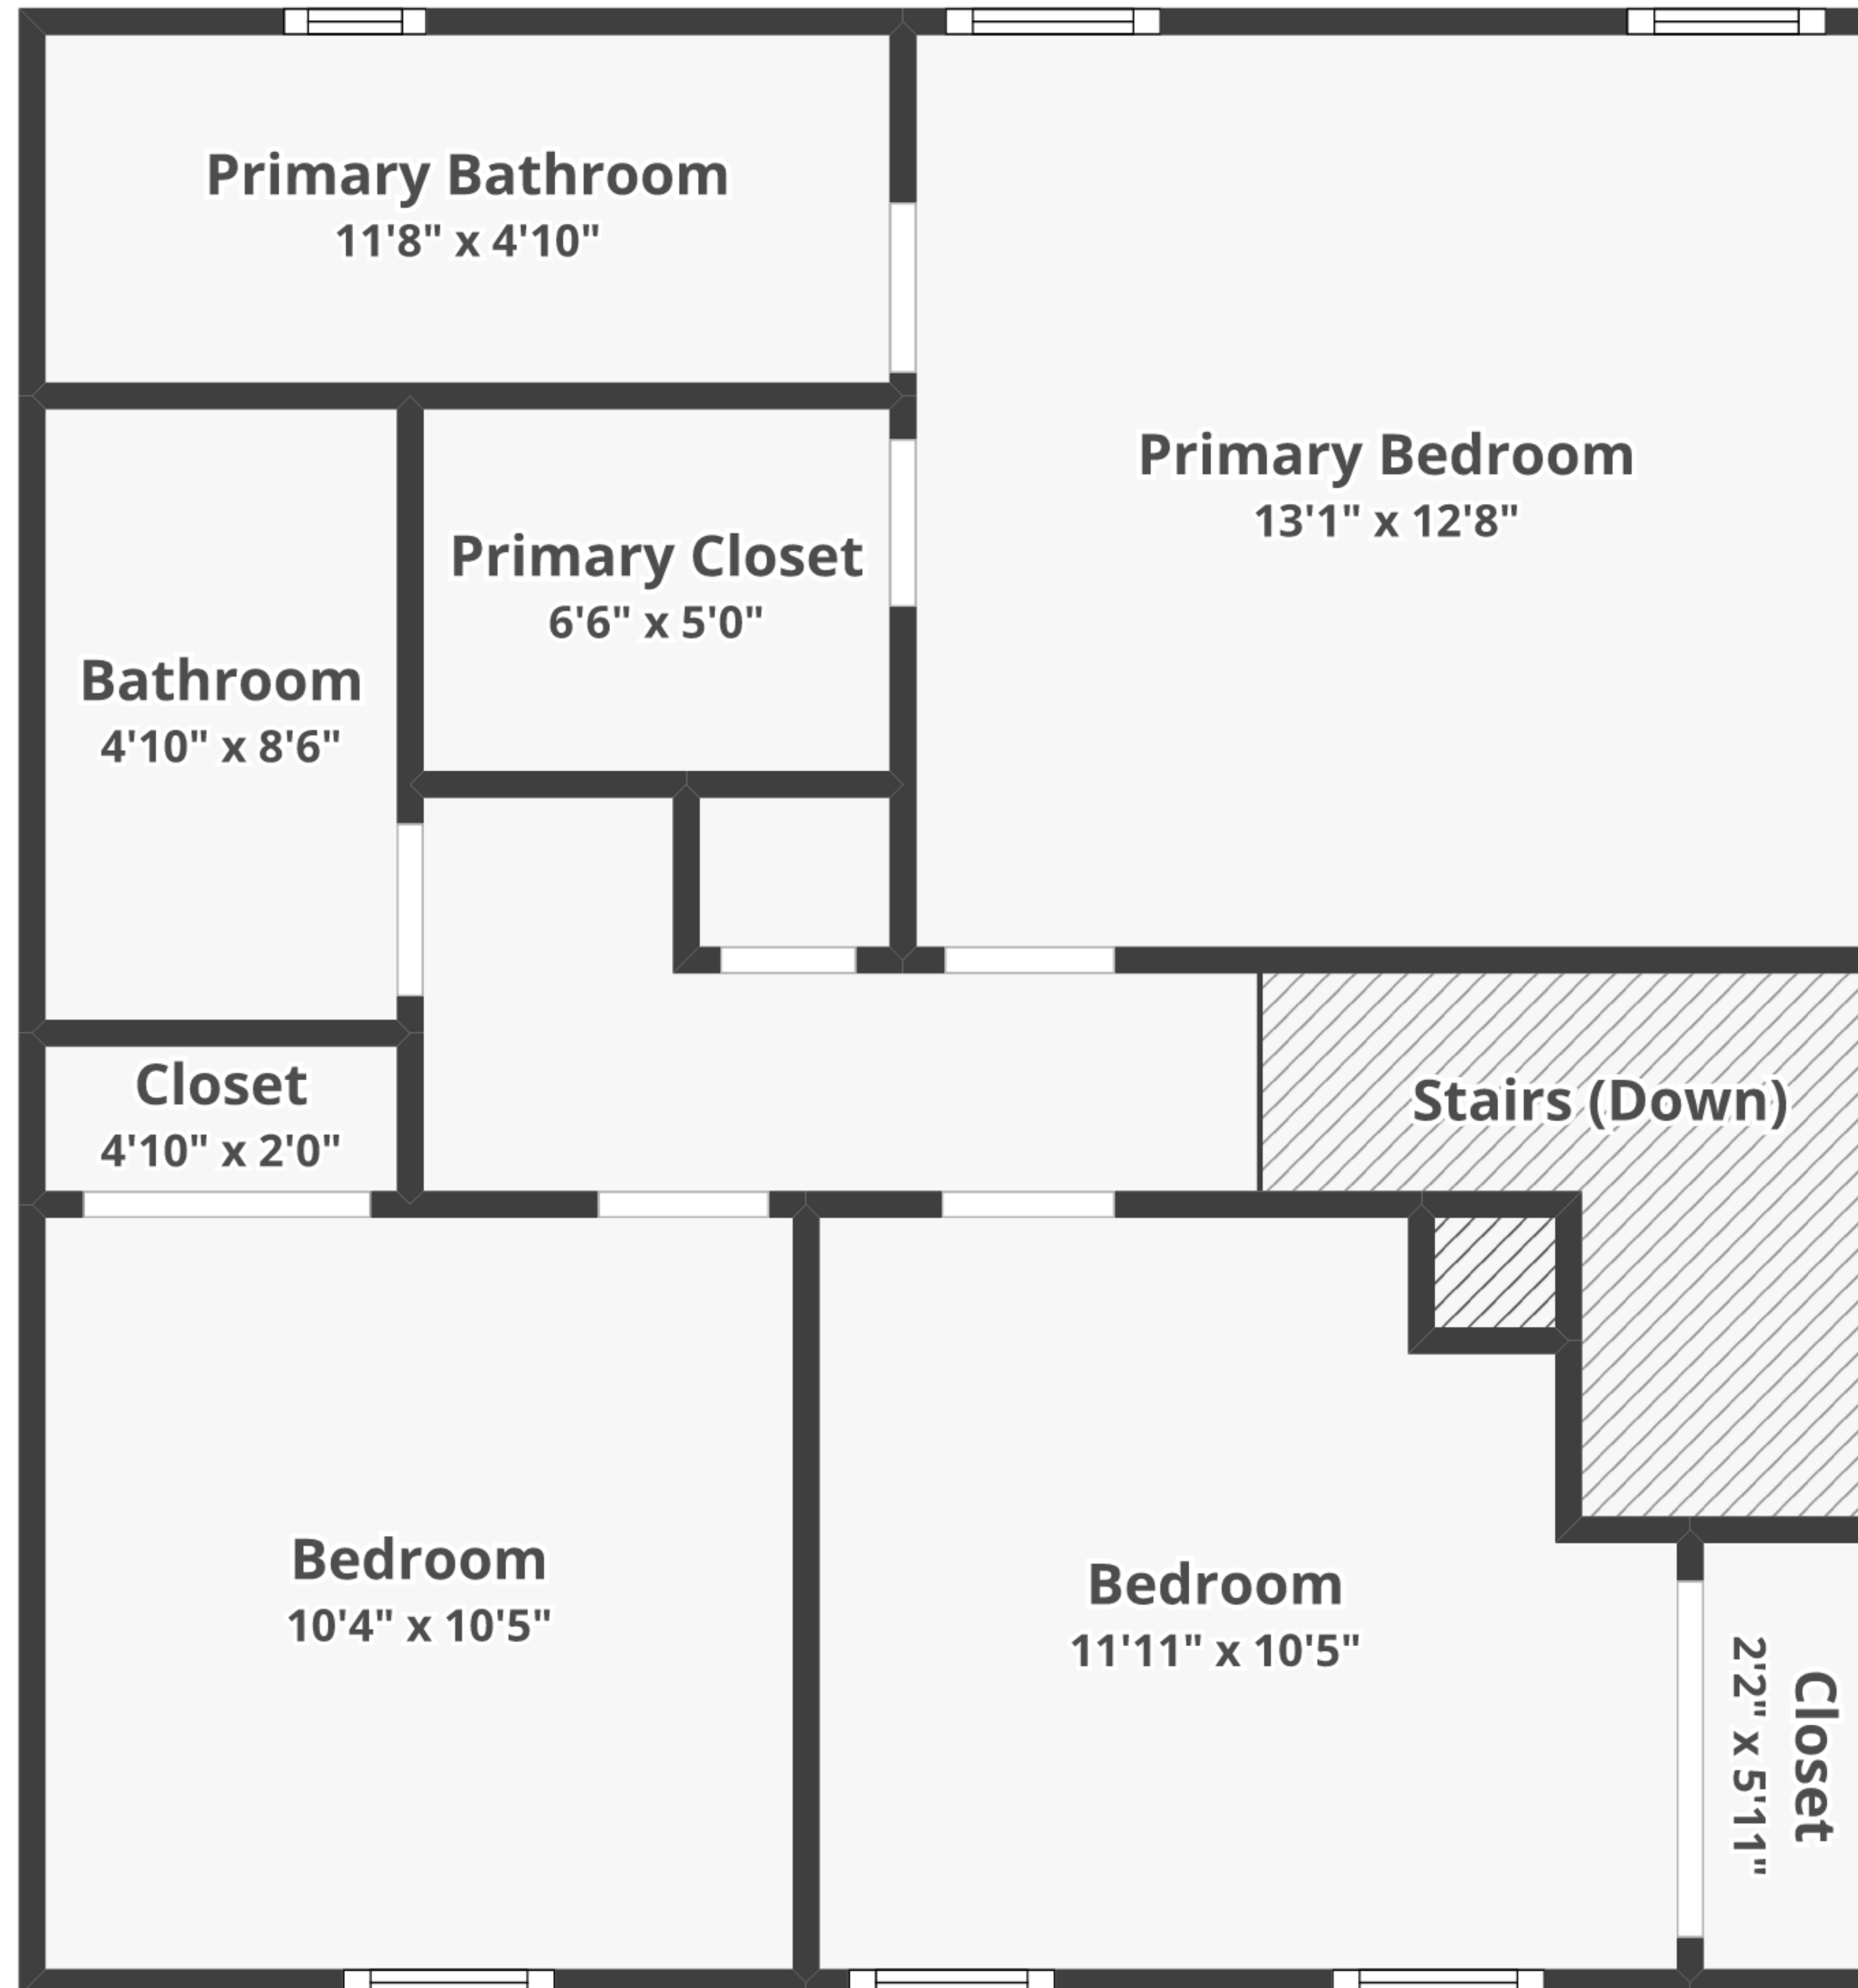 Primary Bathroom
11'8" x 4'10"
Primary Bedroom
13'1" x 12'8"
Primary Closet
6'6" x 5'0"
Bathroom
4'10" x 8'6"
Closet
4'10" x 2'0"
Stairs (Down)
Bedroom
10'4" x 10'5"
Bedroom
11'11" x 10'5"
Closet
2'2" x 5'11"